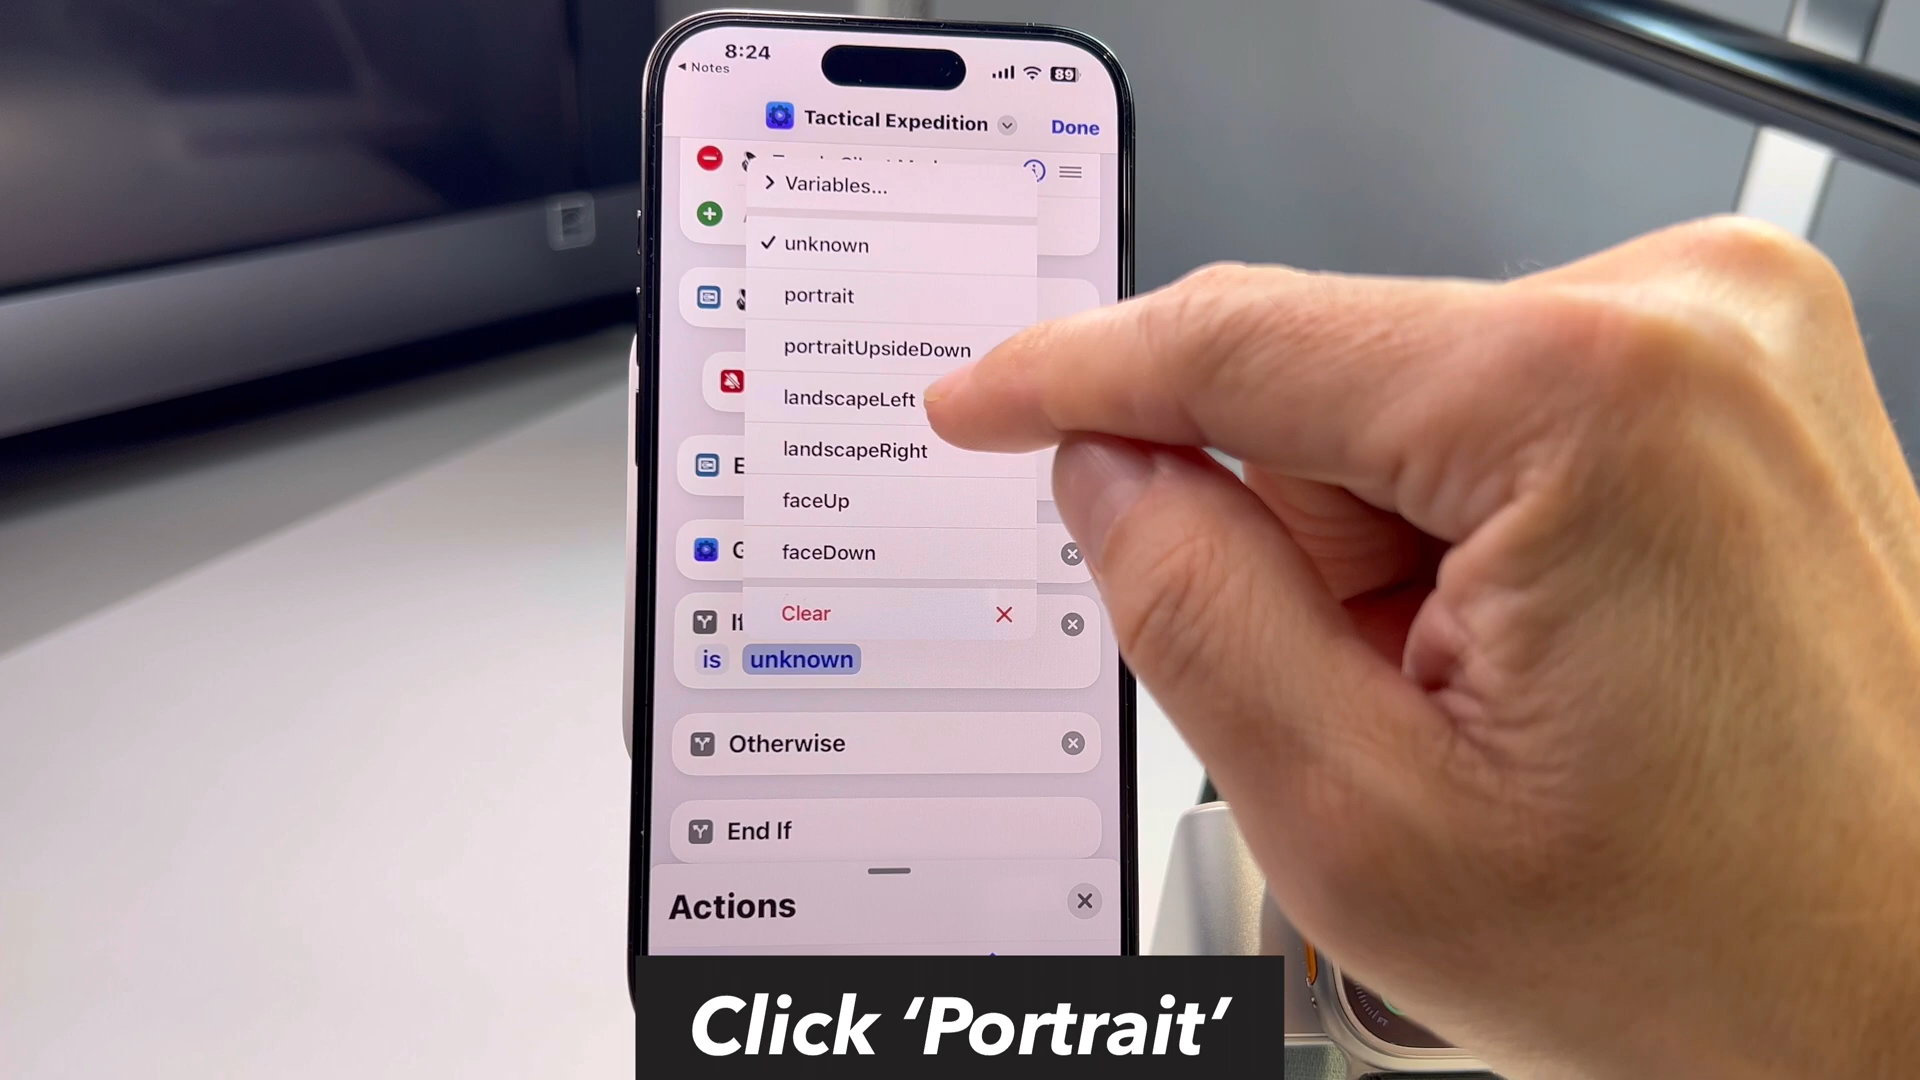 8:24
Notes
89
Tactical Expedition
Done
Variables...
unknown
portrait
portraitUpsideDown
landscapeLeft
landscapeRight
faceUp
faceDown
Clear
If
is unknown
Otherwise
End If
Actions
Click ‘Portrait’